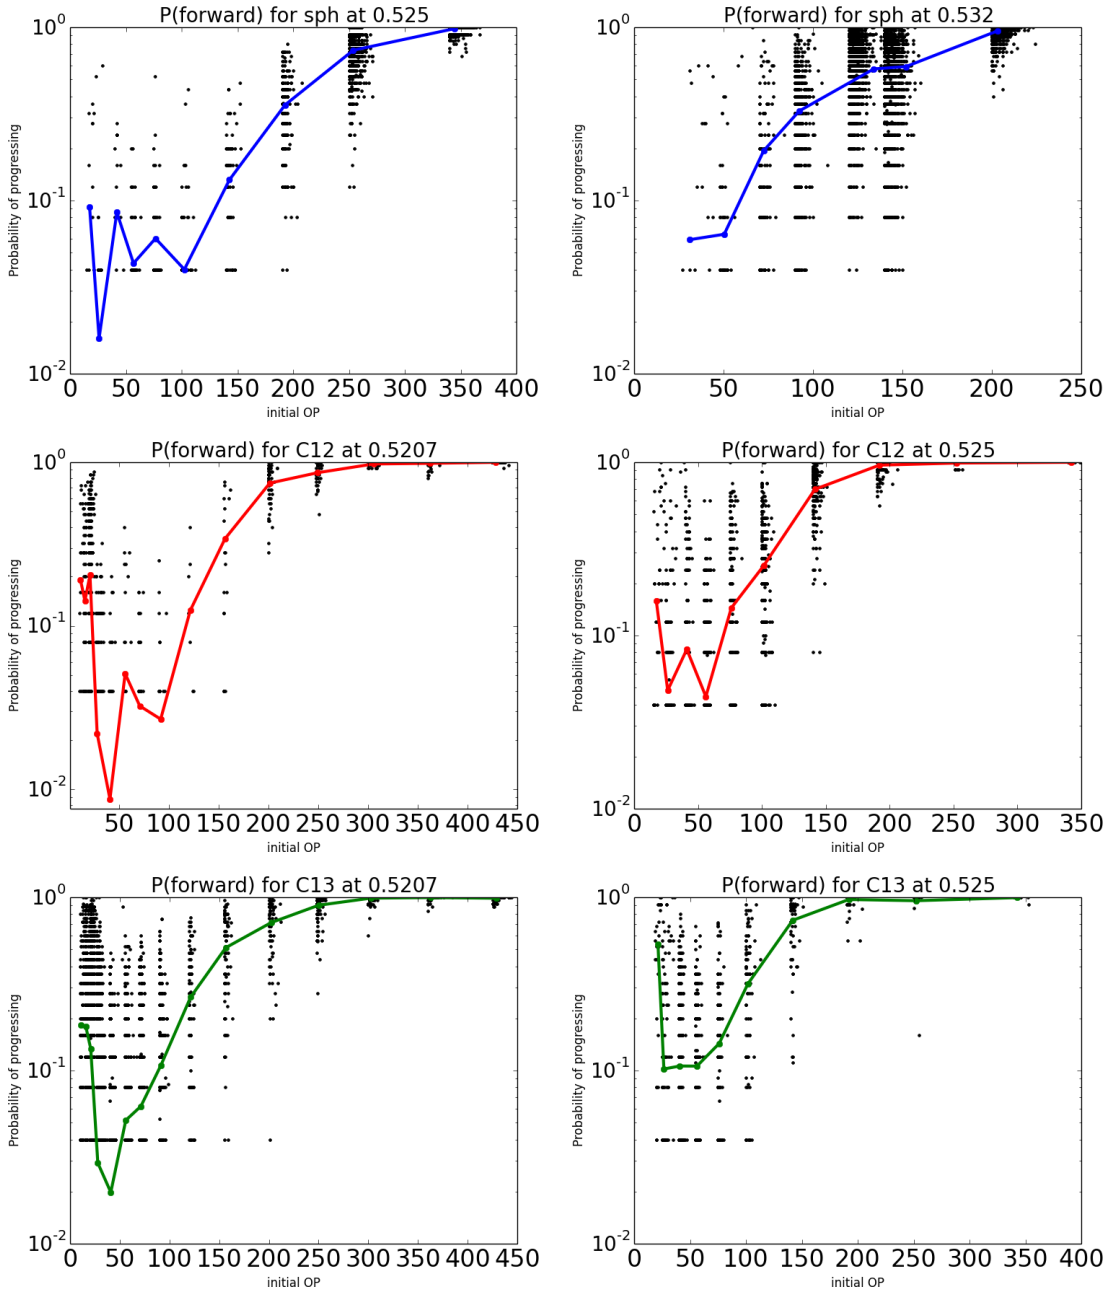 P(forward) for sph at 0.525
Probability of progressing
10^0
10^-1
10^-2
0 50 100 150 200 250 300 350 400
initial OP
P(forward) for sph at 0.532
Probability of progressing
10^0
10^-1
10^-2
0 50 100 150 200 250
initial OP
P(forward) for C12 at 0.5207
Probability of progressing
10^0
10^-1
10^-2
50 100 150 200 250 300 350 400 450
initial OP
P(forward) for C12 at 0.525
Probability of progressing
10^0
10^-1
10^-2
0 50 100 150 200 250 300 350
initial OP
P(forward) for C13 at 0.5207
Probability of progressing
10^0
10^-1
10^-2
0 50 100 150 200 250 300 350 400 450
initial OP
P(forward) for C13 at 0.525
Probability of progressing
10^0
10^-1
10^-2
0 50 100 150 200 250 300 350 400
initial OP